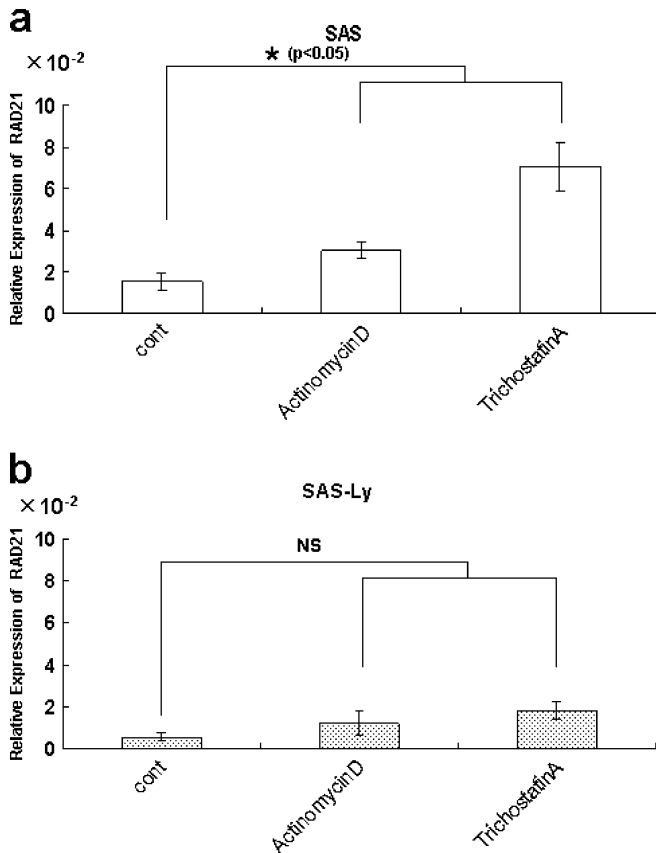 a
SAS
* (p<0.05)
×10-2
Relative Expression of RAD21
10
8
6
4
2
0
cont
ActinomycinD
TrichostatinA
b
SAS-Ly
×10-2
NS
Relative Expression of RAD21
10
8
6
4
2
0
cont
ActinomycinD
TrichostatinA